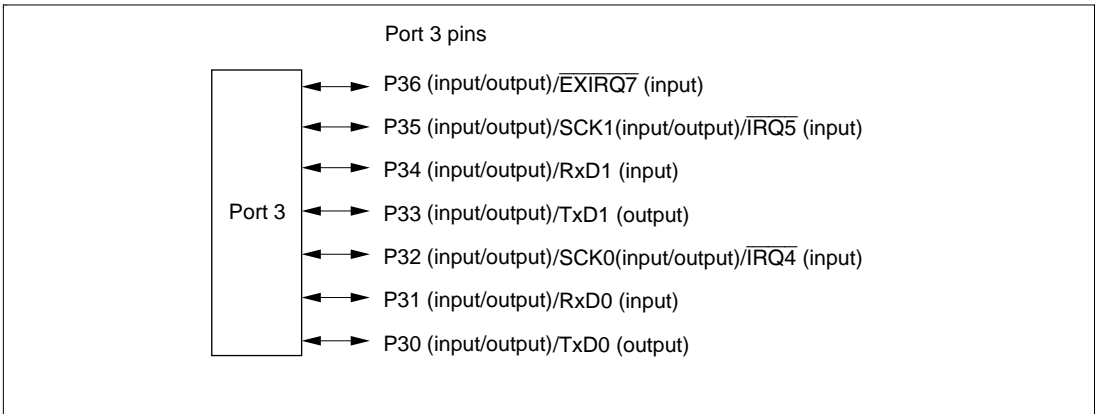 Port 3 pins
P36 (input/output)/EXIRQ7 (input)
P35 (input/output)/SCK1(input/output)/IRQ5 (input)
P34 (input/output)/RxD1 (input)
Port 3
P33 (input/output)/TxD1 (output)
P32 (input/output)/SCK0(input/output)/IRQ4 (input)
P31 (input/output)/RxD0 (input)
P30 (input/output)/TxD0 (output)